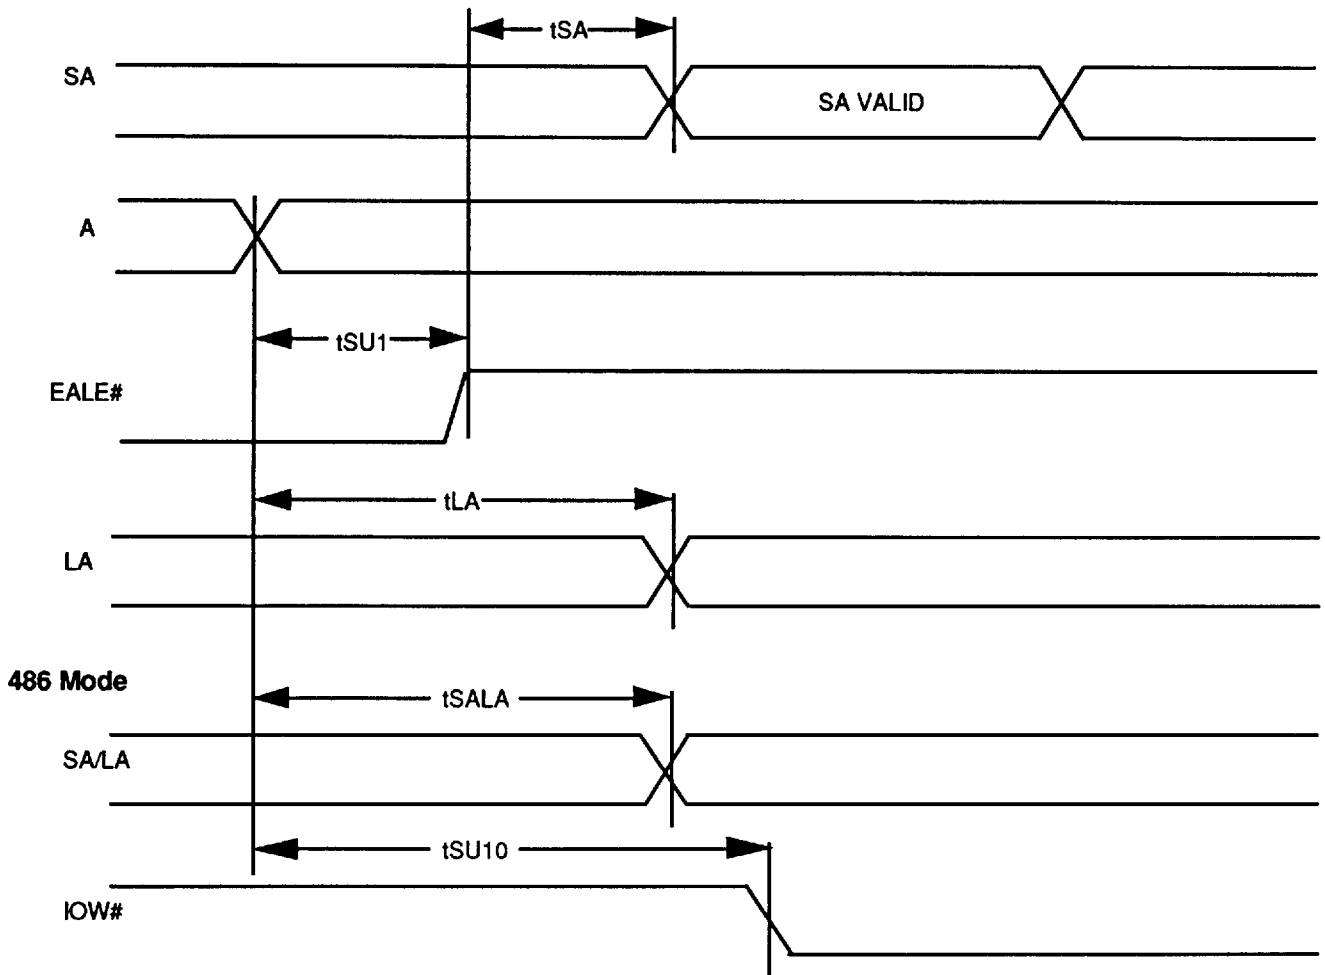 tSA
SA
SA VALID
A
tSU1
EALE#
tLA
LA
486 Mode
tSALA
SA/LA
tSU10
IOW#